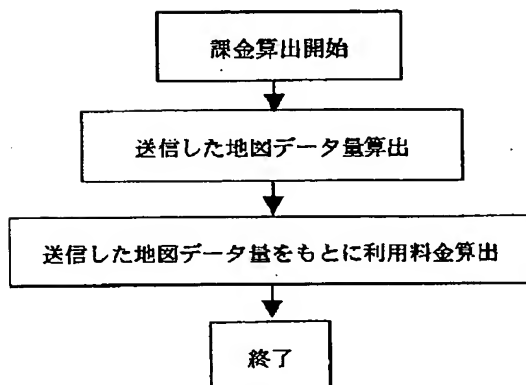 課金算出開始
送信した地図データ量算出
送信した地図データ量をもとに利用料金算出
終了